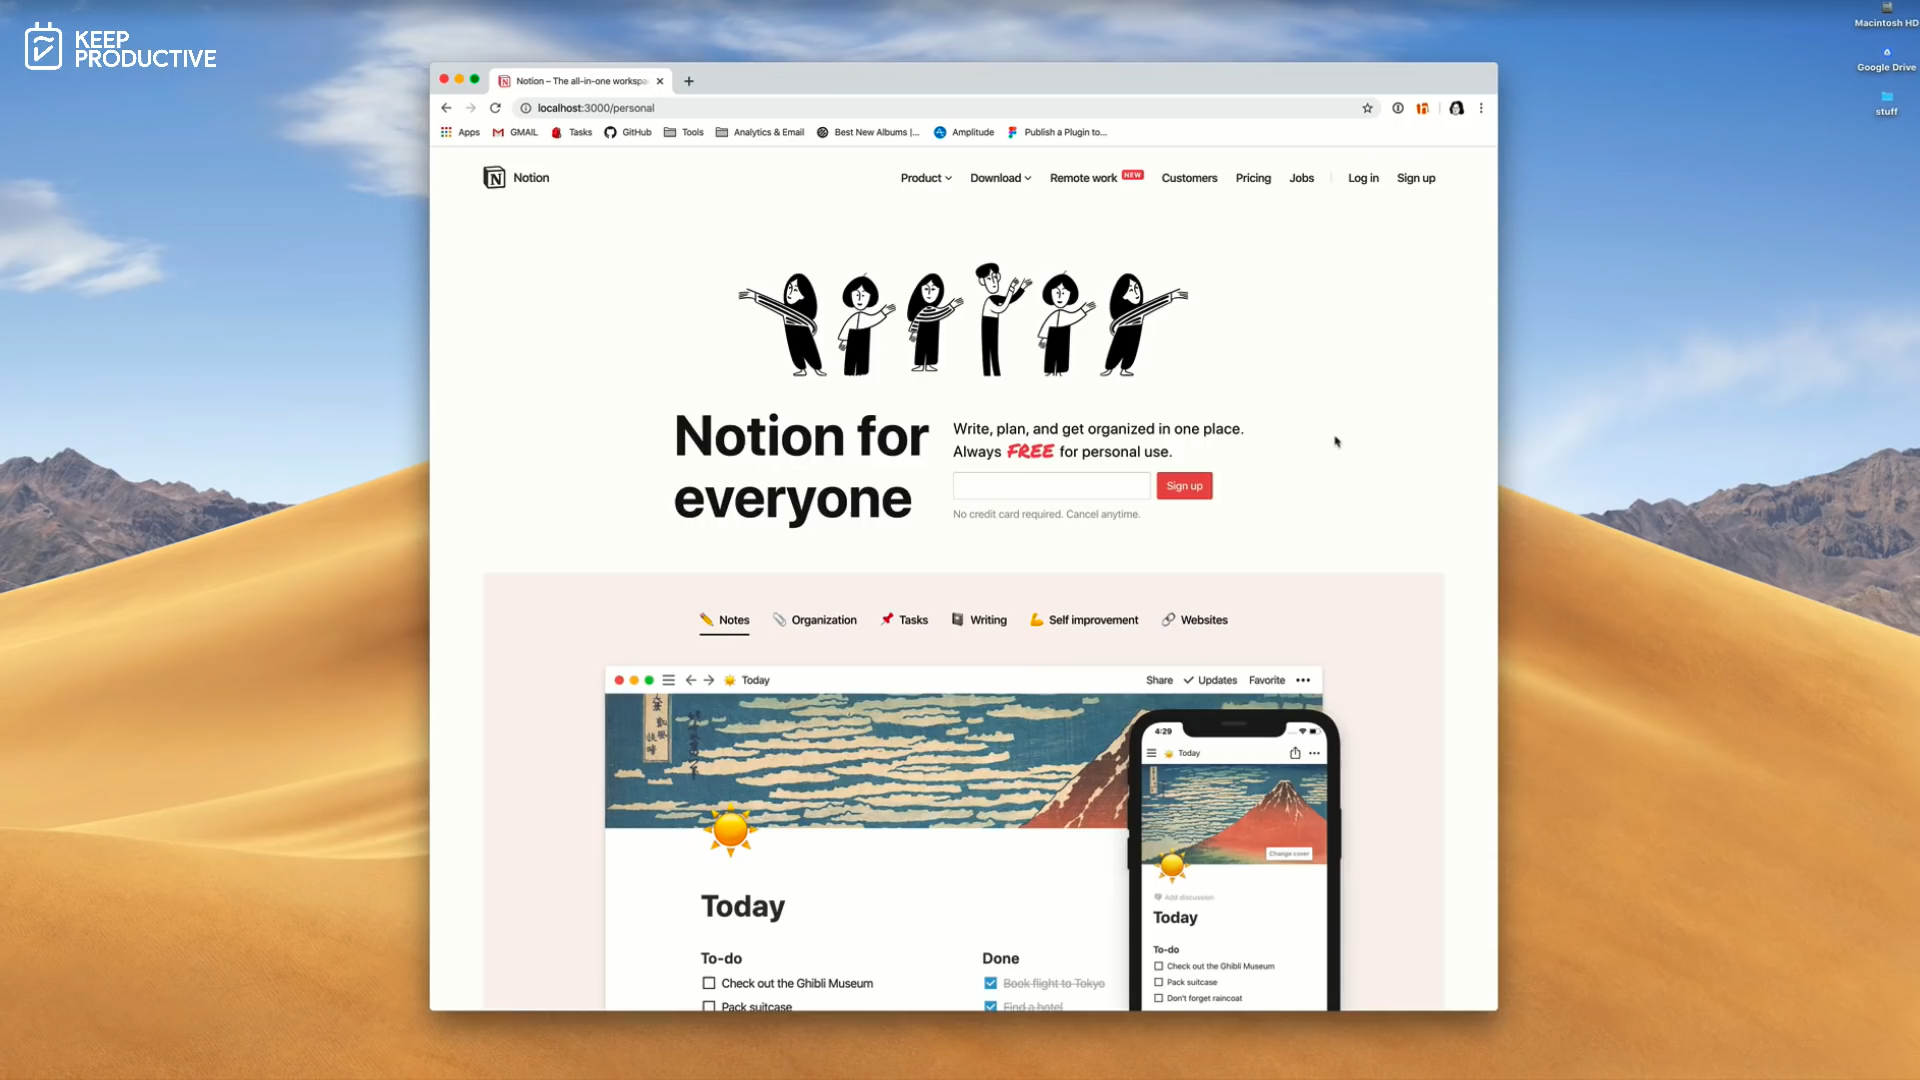 KEEP
PRODUCTIVE
Macintosh HD
Google Drive
stuff
Notion – The all-in-one workspa
localhost:3000/personal
Apps GMAIL Tasks GitHub Tools Analytics & Email Best New Albums |... Amplitude Publish a Plugin to...
Notion
Product Download Remote work NEW Customers Pricing Jobs Log in Sign up
Notion for
everyone
Write, plan, and get organized in one place.
Always FREE for personal use.
Sign up
No credit card required. Cancel anytime.
Notes Organization Tasks Writing Self improvement Websites
Today
Share Updates Favorite
Today
To-do
Check out the Ghibli Museum
Pack suitcase
Done
Book flight to Tokyo
Find a hotel
4:29
Today
Change cover
Add discussion
Today
To-do
Check out the Ghibli Museum
Pack suitcase
Don't forget raincoat